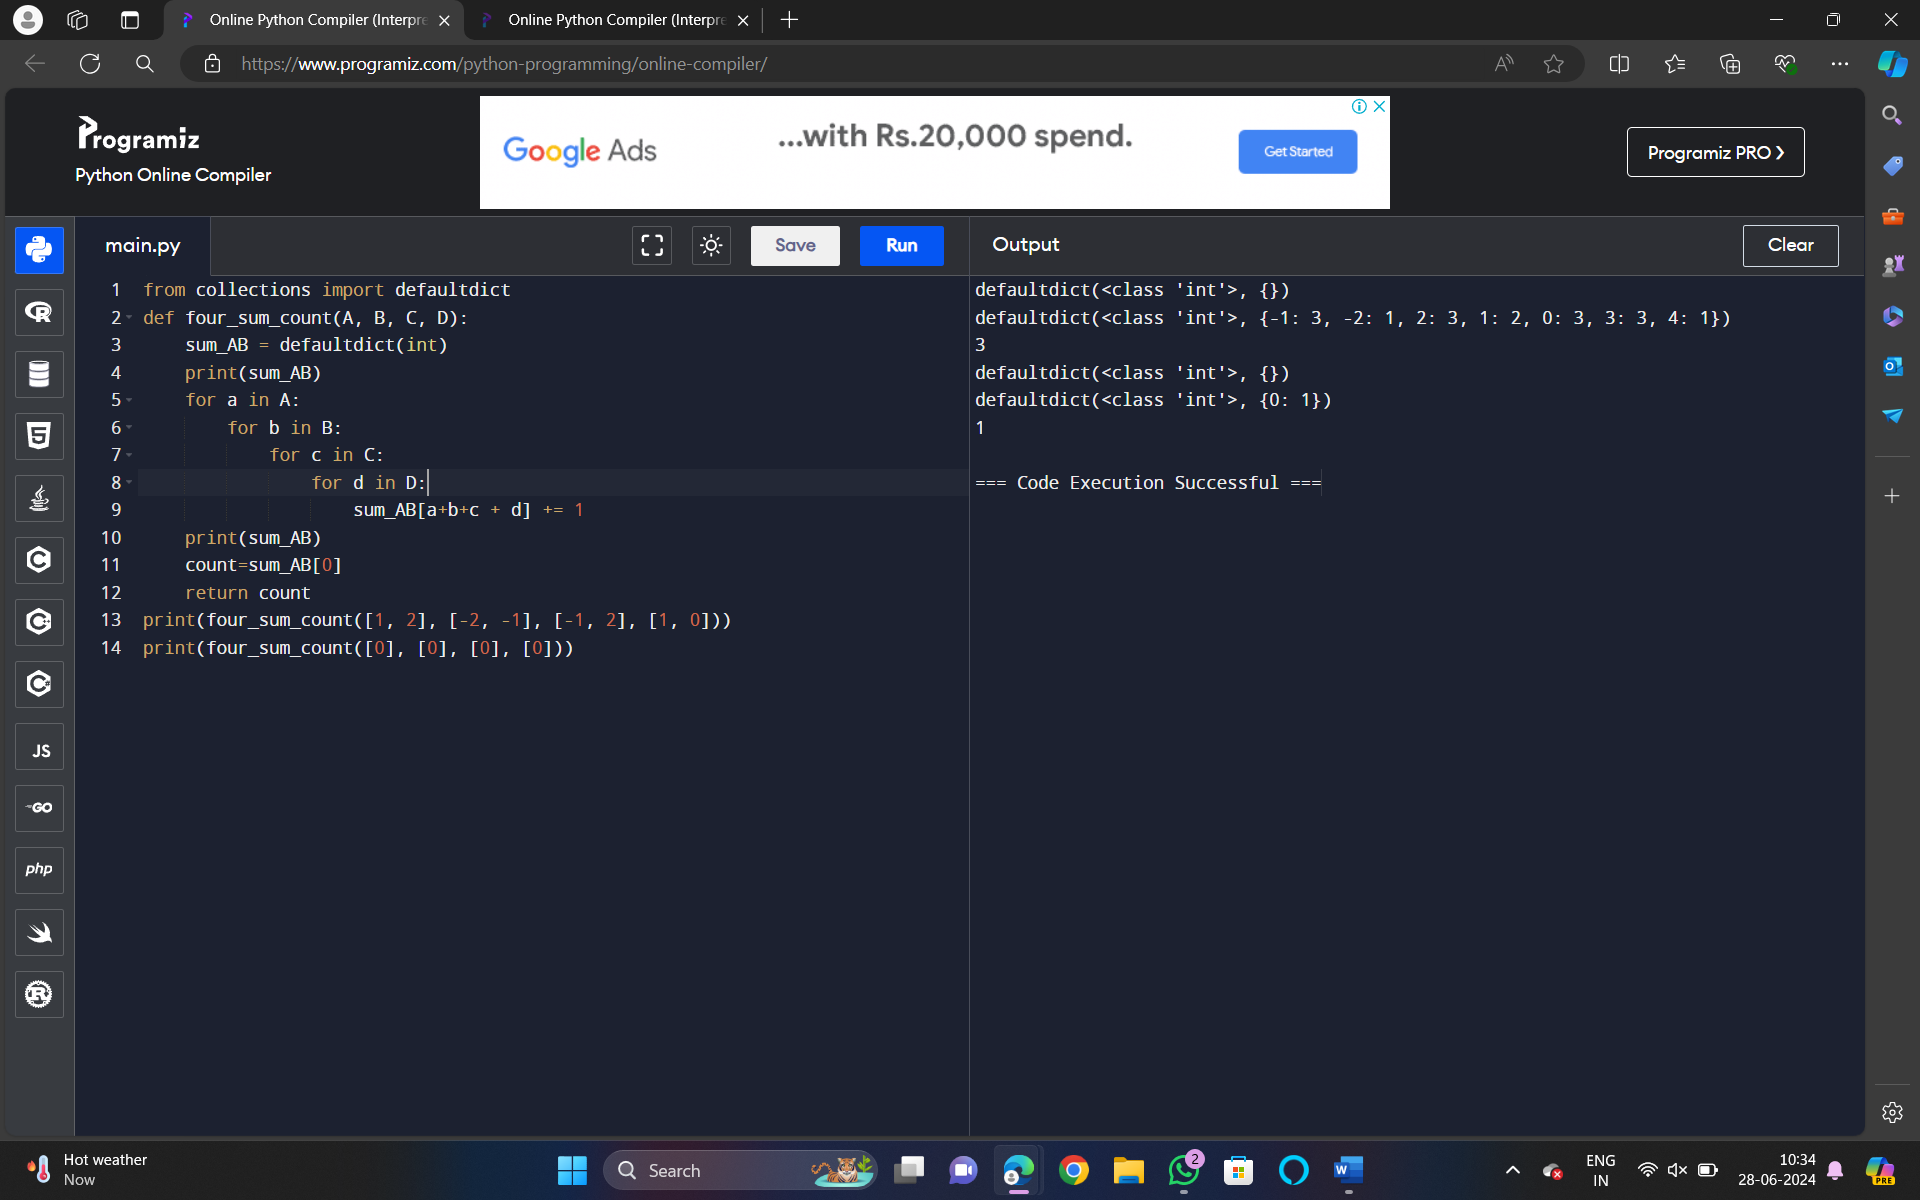 Online Python Compiler (Interpre
Online Python Compiler (Interpre
https://www.programiz.com/python-programming/online-compiler/
Programiz
Python Online Compiler
Google Ads
...with Rs.20,000 spend.
Get Started
Programiz PRO ❯
main.py
Save
Run
Output
Clear
1 from collections import defaultdict
2 def four_sum_count(A, B, C, D):
3     sum_AB = defaultdict(int)
4     print(sum_AB)
5     for a in A:
6         for b in B:
7             for c in C:
8                 for d in D:
9                     sum_AB[a+b+c + d] += 1
10     print(sum_AB)
11     count=sum_AB[0]
12     return count
13 print(four_sum_count([1, 2], [-2, -1], [-1, 2], [1, 0]))
14 print(four_sum_count([0], [0], [0], [0]))
defaultdict(<class 'int'>, {})
defaultdict(<class 'int'>, {-1: 3, -2: 1, 2: 3, 1: 2, 0: 3, 3: 3, 4: 1})
3
defaultdict(<class 'int'>, {})
defaultdict(<class 'int'>, {0: 1})
1
=== Code Execution Successful ===
R
5
C
C
C
JS
GO
php
R
Hot weather
Now
Search
2
W
ENG
IN
10:34
28-06-2024
PRE